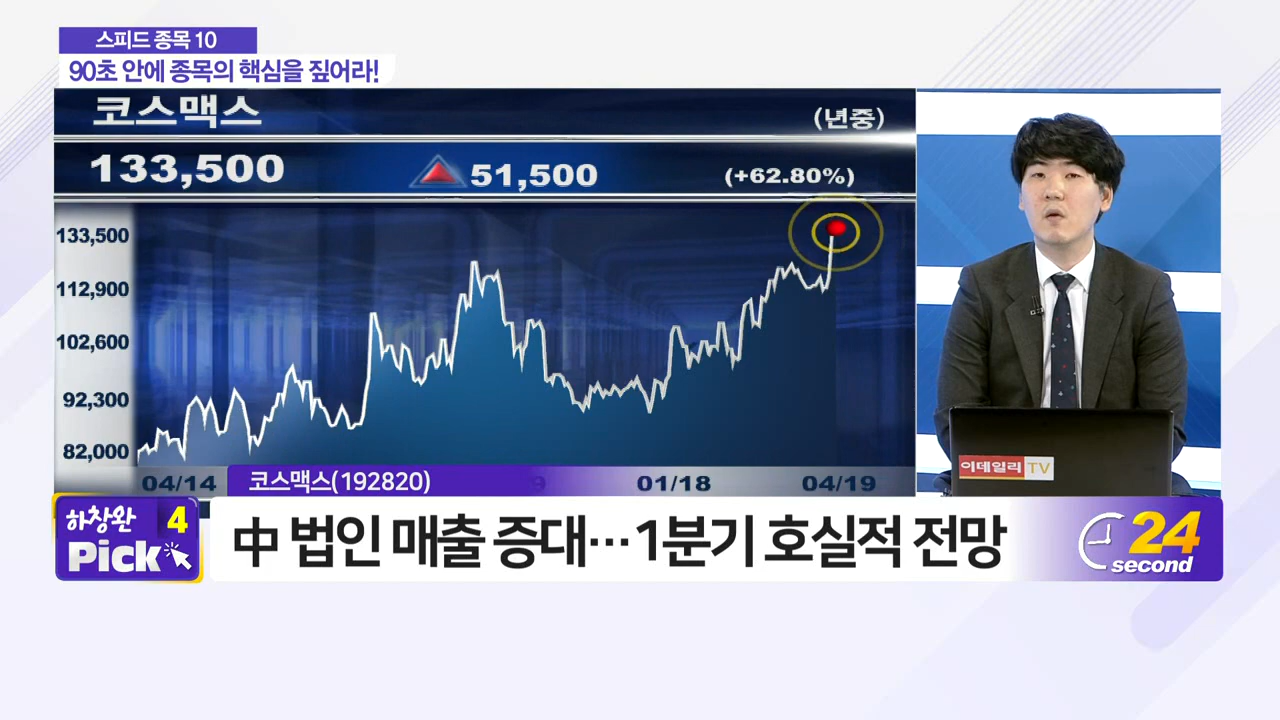 스피드 종목 10
90초 안에 종목의 핵심을 짚어라!
코스맥스
(년중)
133,500
51,500
(+62.80%)
133,500
112,900
102,600
92,300
82,000
04/14
01/18
04/19
코스맥스(192820)
이데일리TV
하창완 4
Pick
中 법인 매출 증대…1분기 호실적 전망
24
second